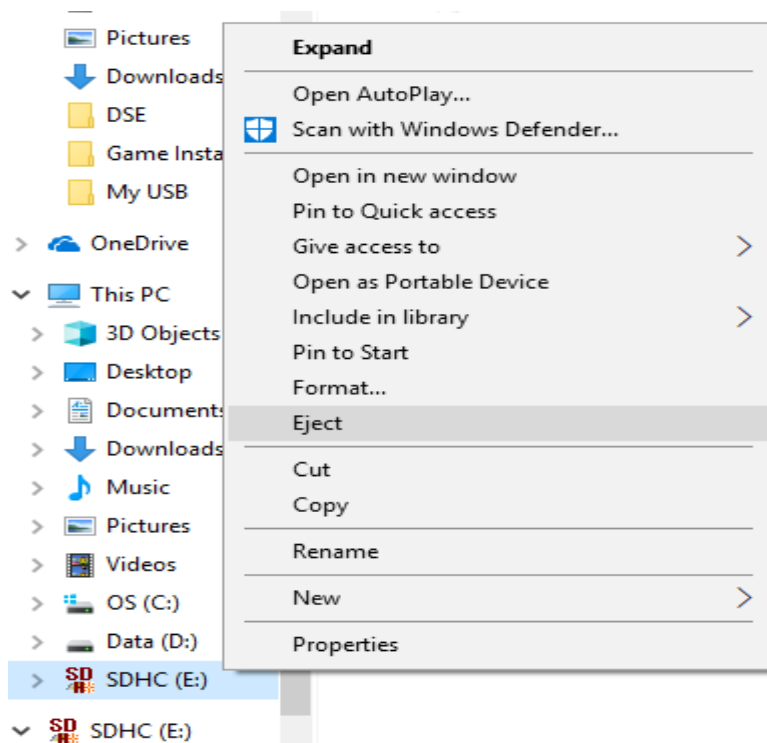 Pictures
Downloads
DSE
Game Insta
My USB
OneDrive
This PC
3D Objects
Desktop
Documents
Downloads
Music
Pictures
Videos
OS (C:)
Data (D:)
SDHC (E:)
SDHC (E:)
Expand
Open AutoPlay...
Scan with Windows Defender...
Open in new window
Pin to Quick access
Give access to
Open as Portable Device
Include in library
Pin to Start
Format...
Eject
Cut
Copy
Rename
New
Properties